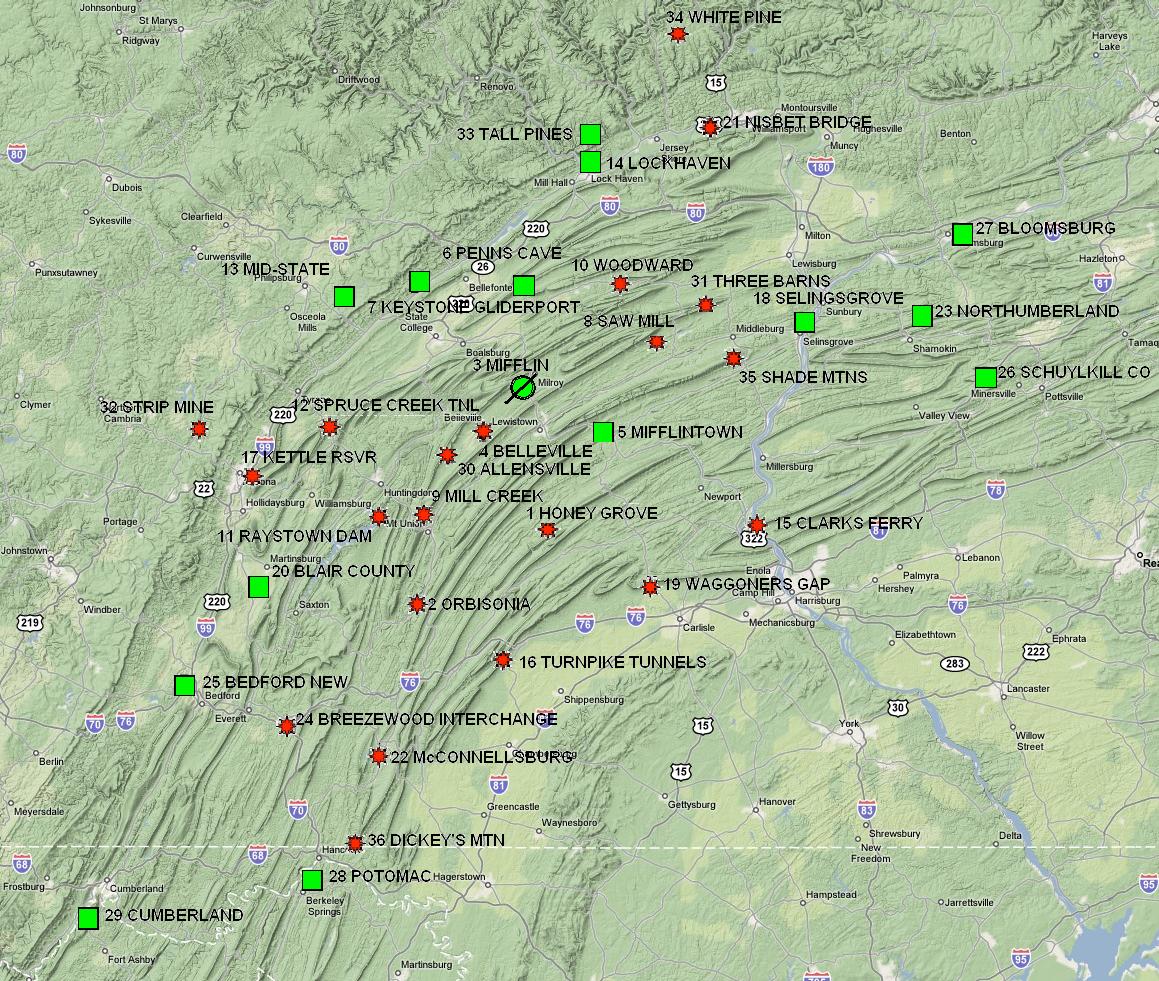 Johnsonburg
St Marys
Ridgway
34 WHITE PINE
Harveys
Lake
Driftwood
Renovo
15
Montoursville
21 NISBET BRIDGE
Williamsport
Hughesville
33 TALL PINES
Benton
Muncy
Jersey
80
14 LOCKHAVEN
180
Mill Hall
Lock Haven
Dubois
80
80
Sykesville
Clearfield
220
27 BLOOMSBURG
Milton
80
Curwensville
6 PENNS CAVE
Lewisburg
Hazleton
Punxsutawney
13 MID-STATE
26
10 WOODWARD
Philipsburg
Bellefonte
31 THREE BARNS
81
18 SELINGSGROVE
220
7 KEYSTONE GLIDERPORT
Osceola
Mills
State
College
8 SAW MILL
Sunbury
23 NORTHUMBERLAND
Middleburg
Selinsgrove
Shamokin
Tamaq
Boalsburg
3 MIFFLIN
Milroy
35 SHADE MTNS
26 SCHUYLKILL CO
Minersville
Pottsville
Clymer
32 STRIP MINE
Cambria
220
12 SPRUCE CREEK TNL
Belleville
Lewistown
Valley View
5 MIFFLINTOWN
99
4 BELLEVILLE
17 KETTLE RSVR
30 ALLENSVILLE
Millersburg
22
Hollidaysburg
Williamsburg
Huntingdon
9 MILL CREEK
Newport
78
Portage
Mt Union
1 HONEY GROVE
15 CLARKS FERRY
81
11 RAYSTOWN DAM
322
Johnstown
Martinsburg
Lebanon
20 BLAIR COUNTY
Enola
Palmyra
Rea
19 WAGGONERS GAP
Camp Hill
Hershey
Windber
220
Saxton
2 ORBISONIA
Harrisburg
76
219
99
76
76
Carlisle
Mechanicsburg
Elizabethtown
Ephrata
222
16 TURNPIKE TUNNELS
283
25 BEDFORD NEW
76
Bedford
Shippensburg
Lancaster
Everett
30
70
76
24 BREEZEWOOD INTERCHANGE
15
York
Willow
Street
Berlin
22 McCONNELLSBURG
15
81
Meyersdale
70
Greencastle
Gettysburg
Hanover
83
Waynesboro
Shrewsbury
Delta
36 DICKEY'S MTN
New
Freedom
68
68
28 POTOMAC
Hagerstown
Frostburg
Cumberland
95
Berkeley
Springs
Hampstead
Jarrettsville
29 CUMBERLAND
Fort Ashby
95
Martinsburg